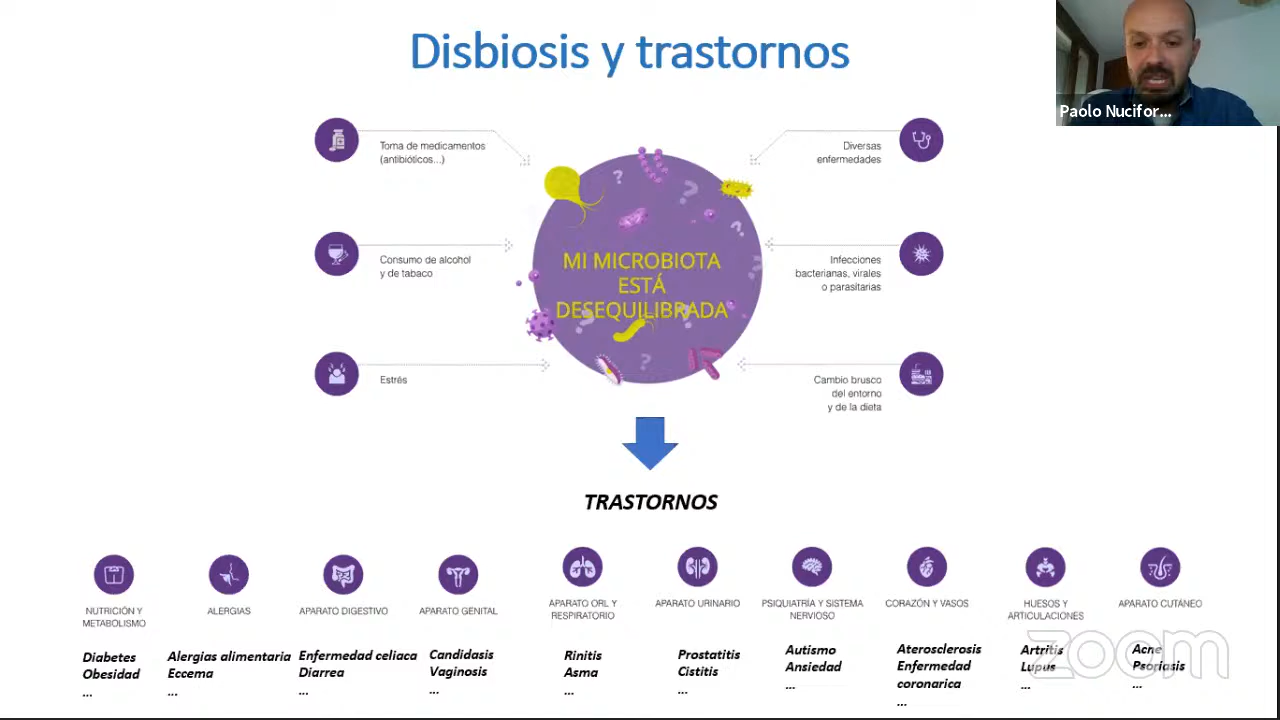 Disbiosis y trastornos
Paolo Nucifor...
Toma de medicamentos
(antibióticos...)
Diversas
enfermedades
Consumo de alcohol
y de tabaco
Infecciones
bacterianas, virales
o parasitarias
Estrés
Cambio brusco
del entorno
y de la dieta
MI MICROBIOTA
ESTÁ
DESEQUILIBRADA
TRASTORNOS
NUTRICIÓN Y
METABOLISMO
Diabetes
Obesidad
...
ALERGIAS
Alergias alimentaria
Eccema
...
APARATO DIGESTIVO
Enfermedad celiaca
Diarrea
...
APARATO GENITAL
Candidasis
Vaginosis
...
APARATO ORL Y
RESPIRATORIO
Rinitis
Asma
...
APARATO URINARIO
Prostatitis
Cistitis
...
PSIQUIATRÍA Y SISTEMA
NERVIOSO
Autismo
Ansiedad
...
CORAZÓN Y VASOS
Aterosclerosis
Enfermedad
coronarica
...
HUESOS Y
ARTICULACIONES
Artritis
Lupus
...
APARATO CUTÁNEO
Acne
Psoriasis
...
zoom